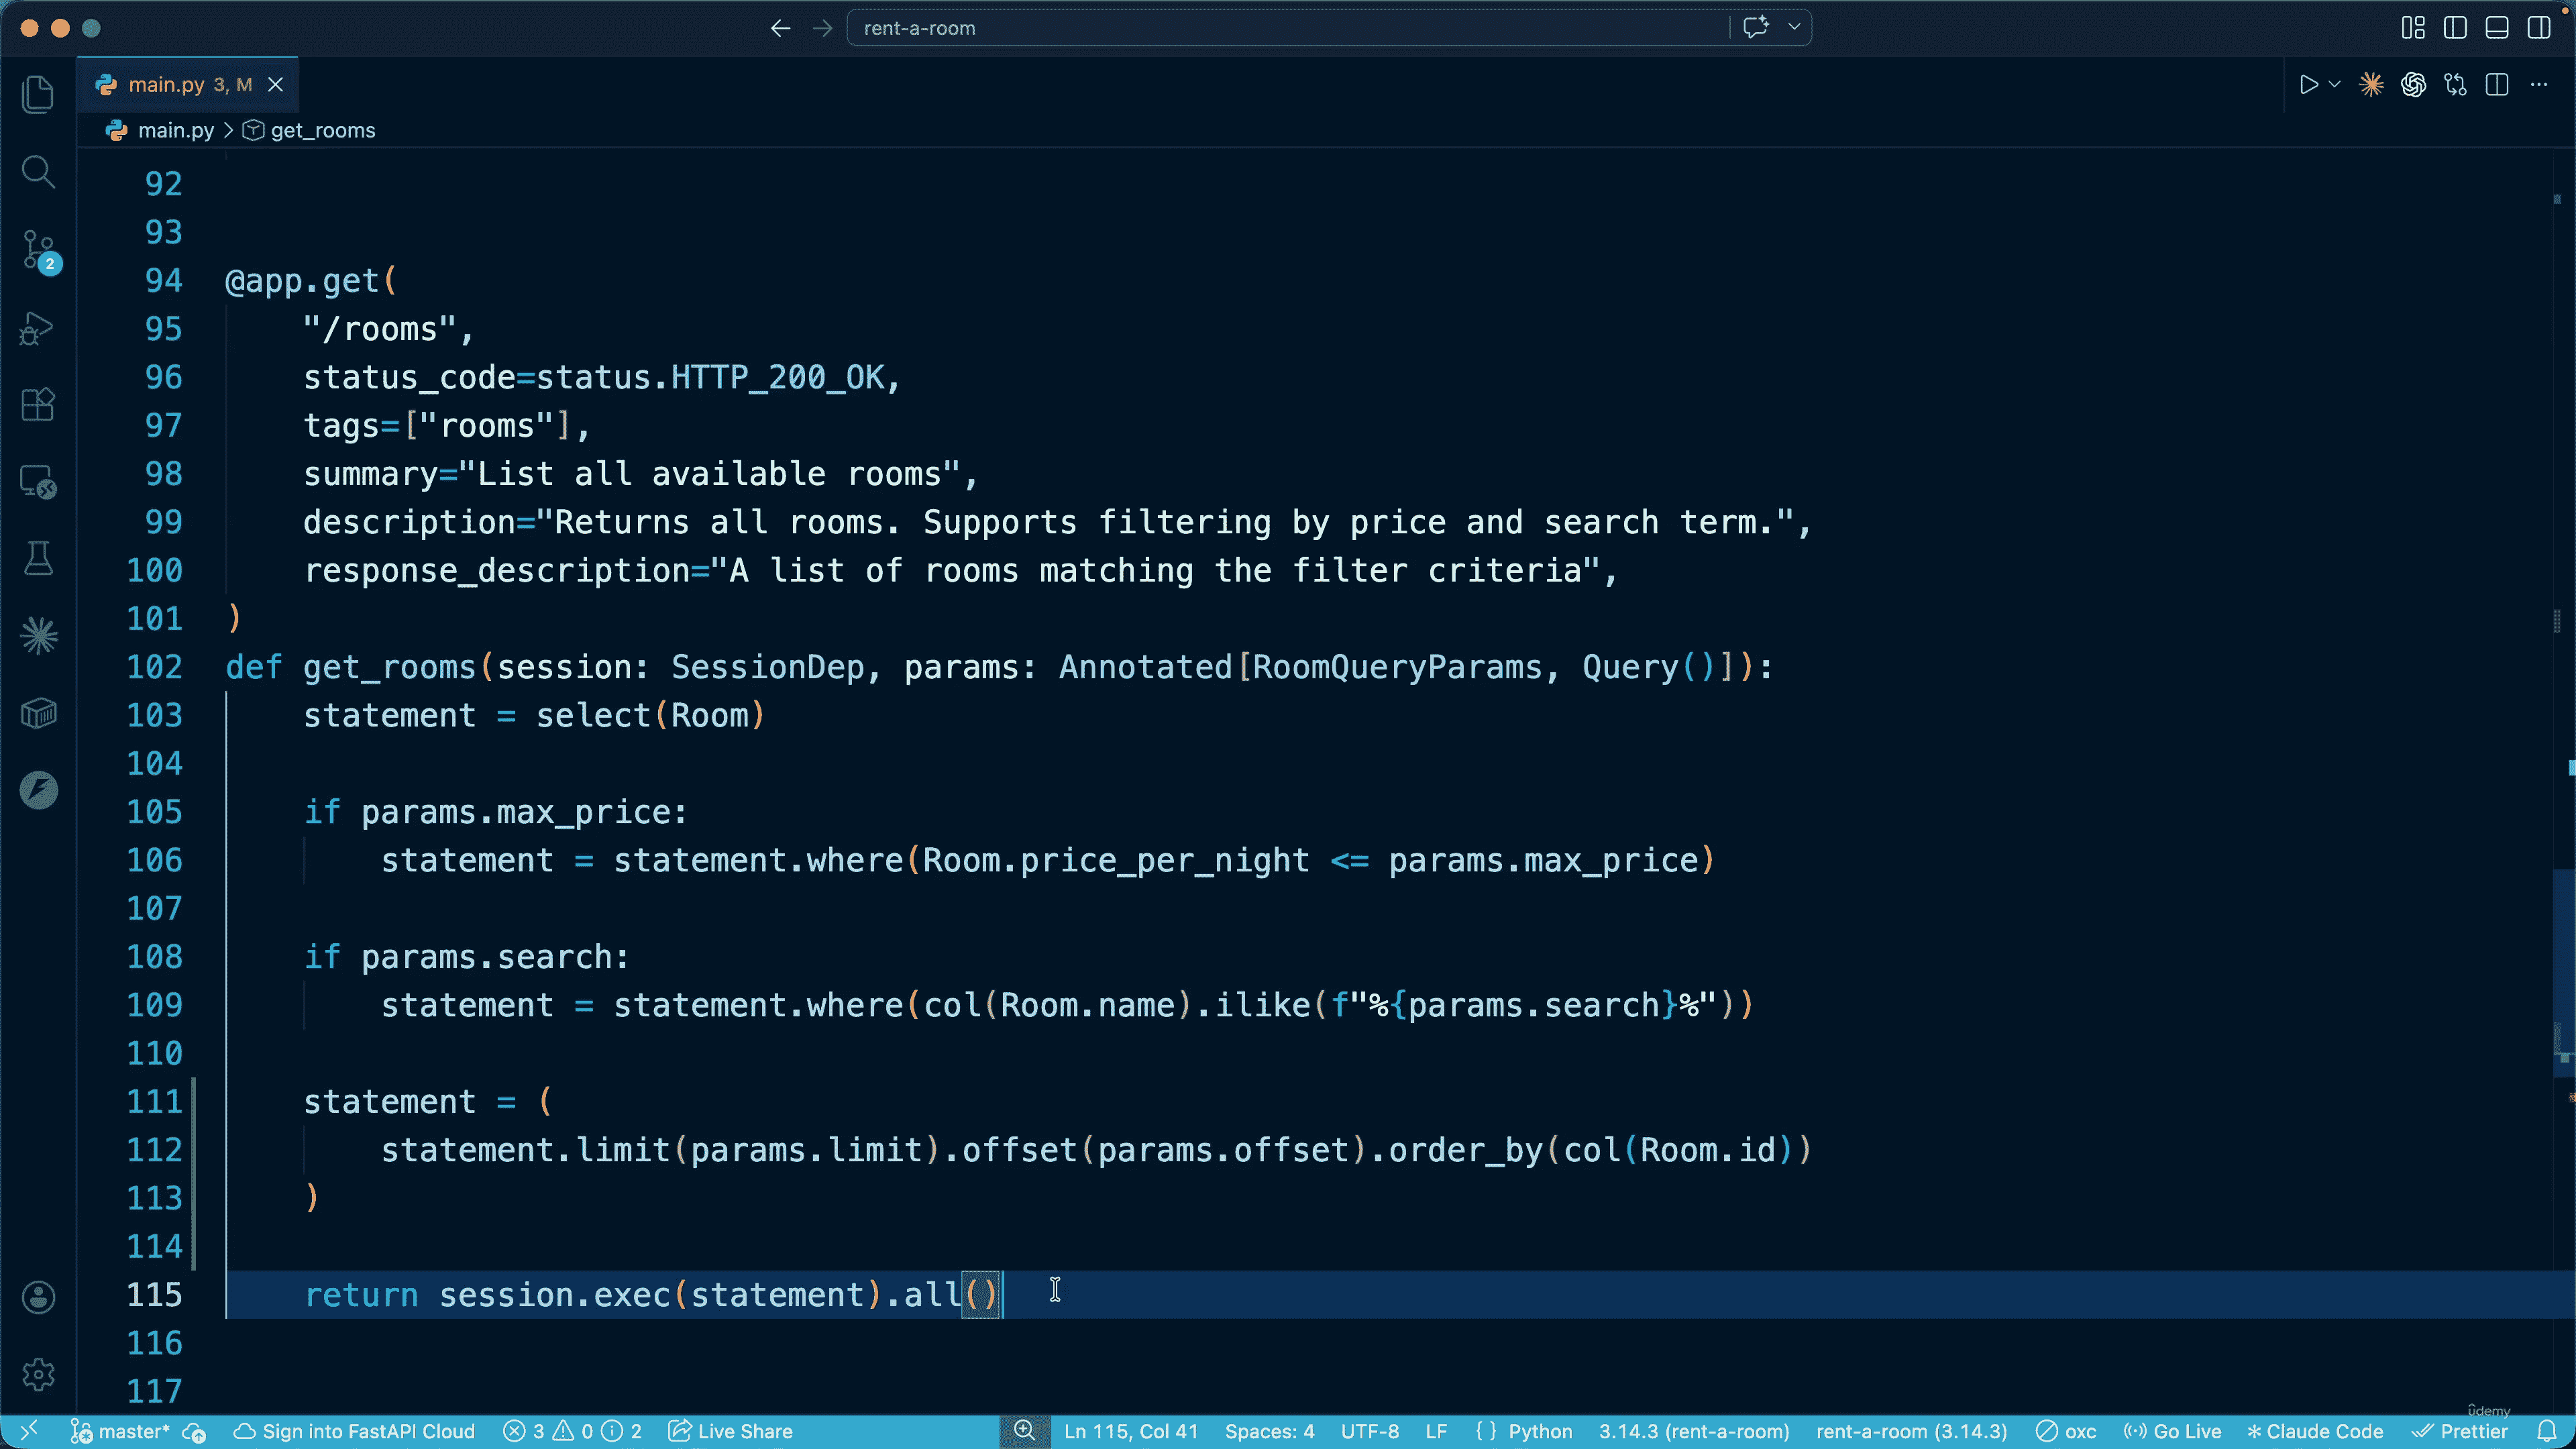 rent-a-room
main.py 3, M
main.py > get_rooms
92
93
94 @app.get(
95 "/rooms",
96 status_code=status.HTTP_200_OK,
97 tags=["rooms"],
98 summary="List all available rooms",
99 description="Returns all rooms. Supports filtering by price and search term.",
100 response_description="A list of rooms matching the filter criteria",
101 )
102 def get_rooms(session: SessionDep, params: Annotated[RoomQueryParams, Query()]):
103 statement = select(Room)
104
105 if params.max_price:
106 statement = statement.where(Room.price_per_night <= params.max_price)
107
108 if params.search:
109 statement = statement.where(col(Room.name).ilike(f"%{params.search}%"))
110
111 statement = (
112 statement.limit(params.limit).offset(params.offset).order_by(col(Room.id))
113 )
114
115 return session.exec(statement).all()
116
117
2
ûdemy
master* Sign into FastAPI Cloud 3 0 2 Live Share Ln 115, Col 41 Spaces: 4 UTF-8 LF { } Python 3.14.3 (rent-a-room) rent-a-room (3.14.3) oxc Go Live Claude Code Prettier